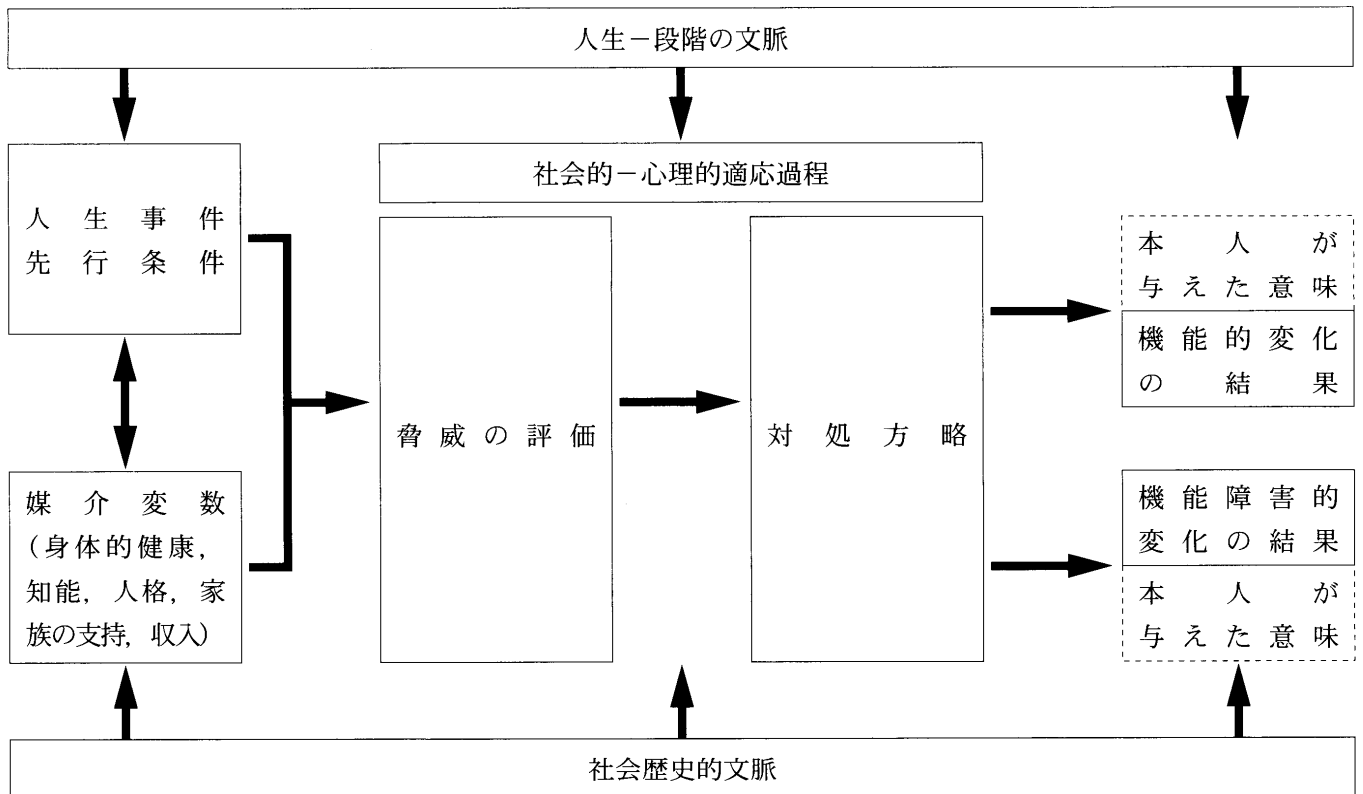 人生－段階の文脈
社会的－心理的適応過程
人生事件
先行条件
媒介変数
(身体的健康,
知能, 人格, 家
族の支持, 収入)
脅威の評価
対処方略
本人が
与えた意味
機能的変化
の結果
機能障害的
変化の結果
本人が
与えた意味
社会歴史的文脈